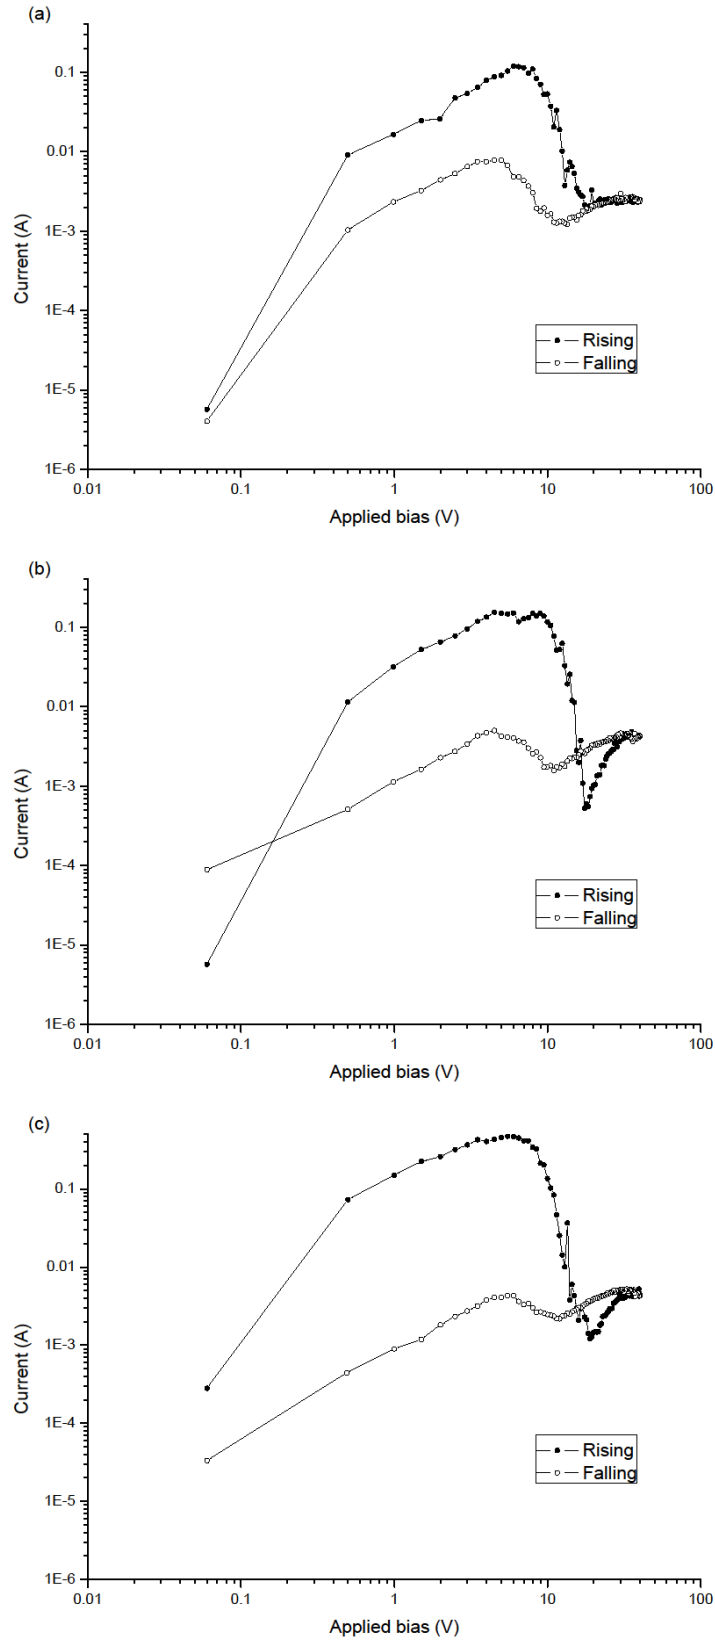 (a)
0.1
0.01
1E-3
1E-4
1E-5
1E-6
Current (A)
Rising
Falling
0.01 0.1 1 10 100
Applied bias (V)
(b)
0.1
0.01
1E-3
1E-4
1E-5
1E-6
Current (A)
Rising
Falling
0.01 0.1 1 10 100
Applied bias (V)
(c)
0.1
0.01
1E-3
1E-4
1E-5
1E-6
Current (A)
Rising
Falling
0.01 0.1 1 10 100
Applied bias (V)